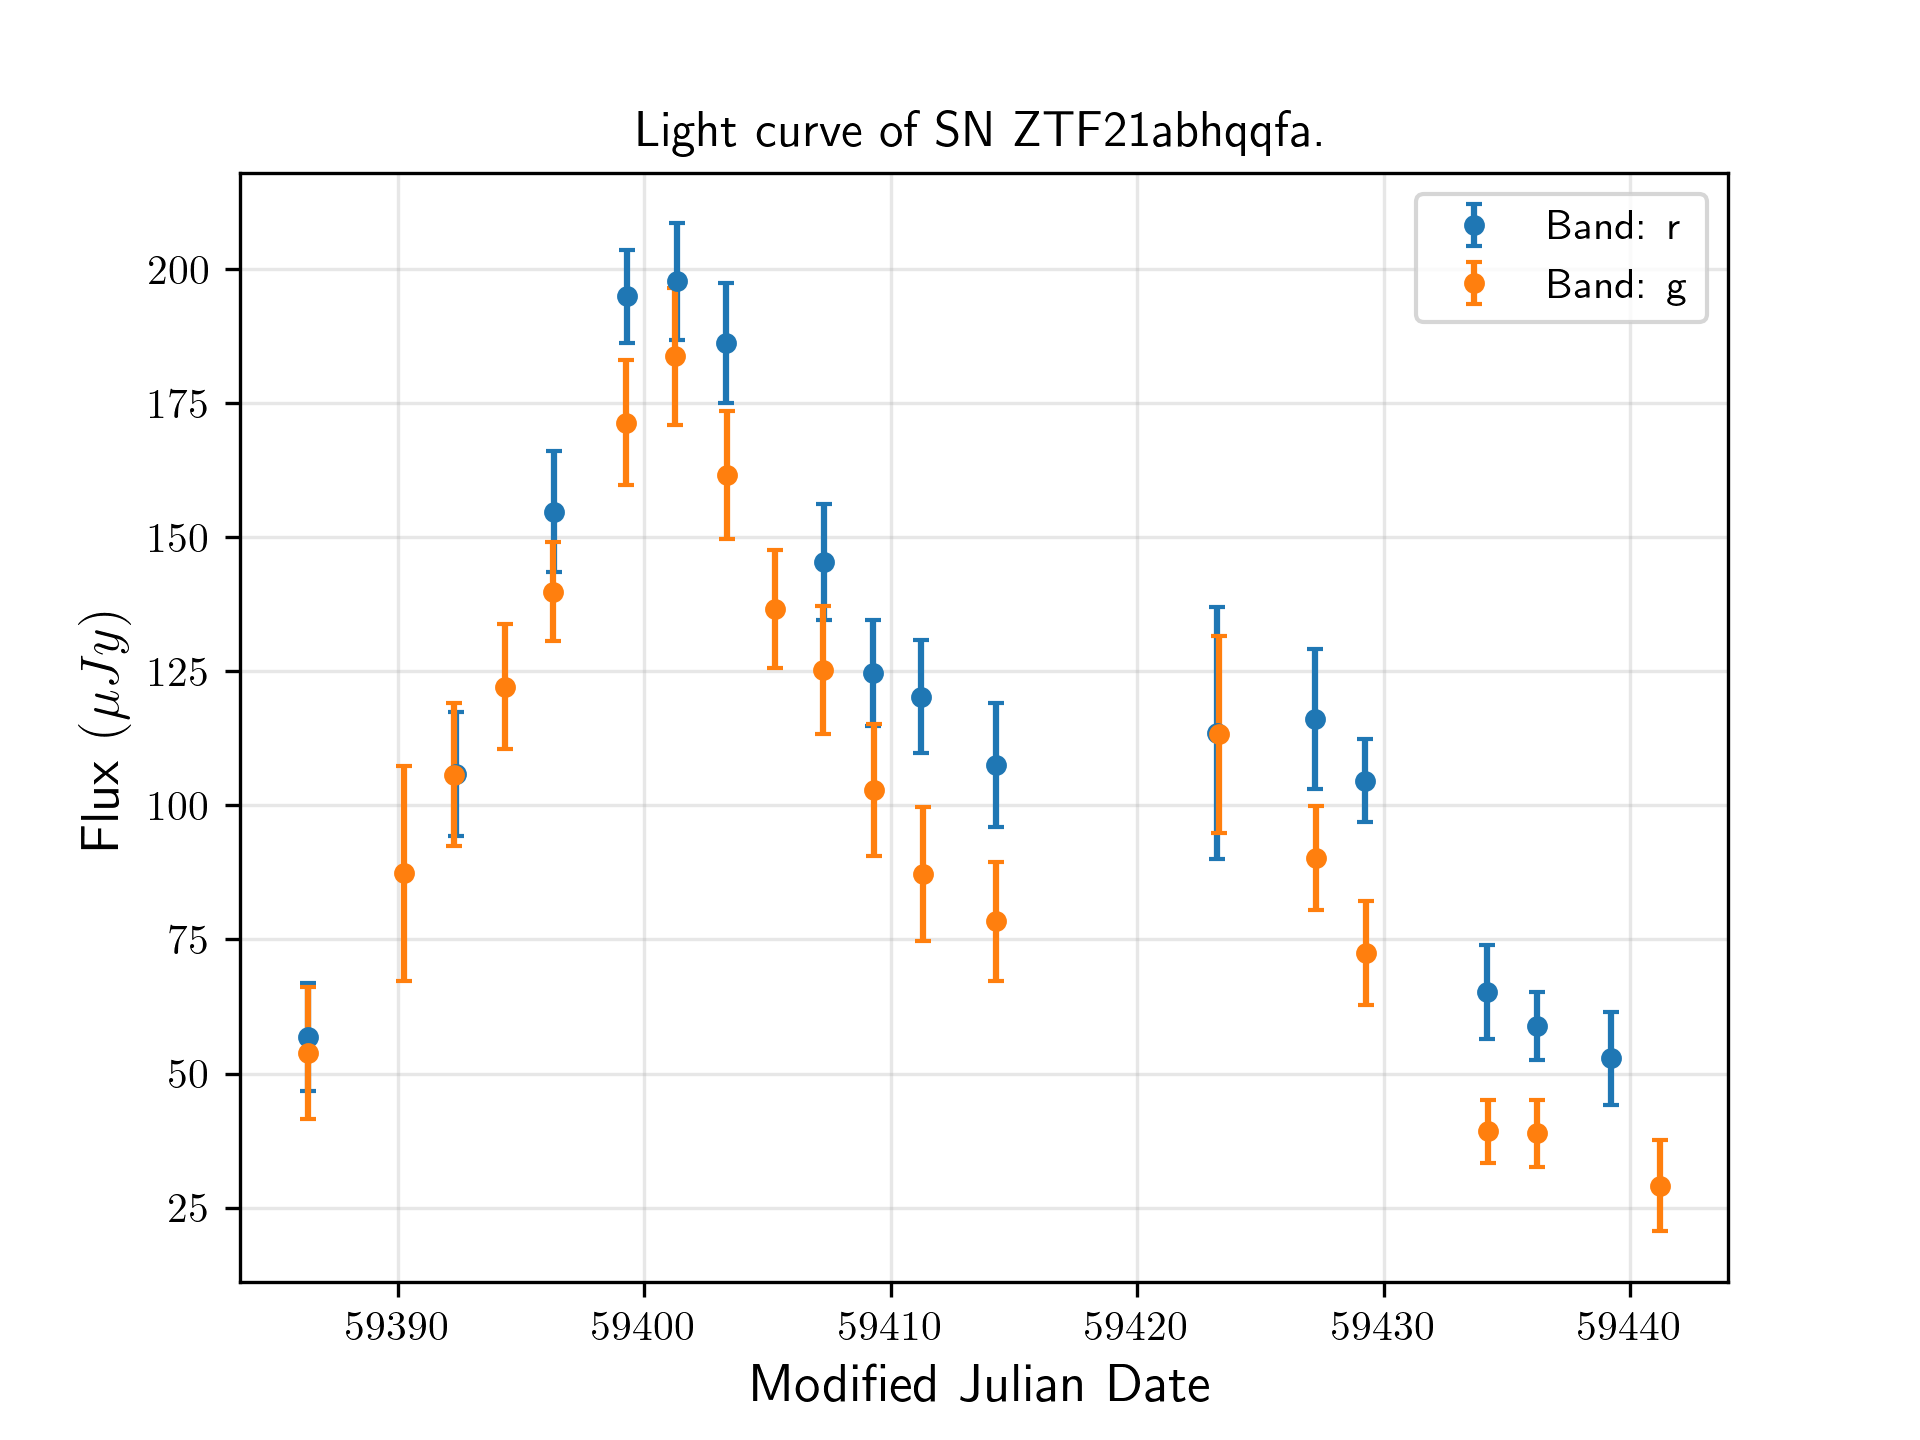 Light curve of SN ZTF21abhqqfa.
Band: r
Band: g
200
175
150
125
100
75
50
25
Flux (μJy)
59390 59400 59410 59420 59430 59440
Modified Julian Date